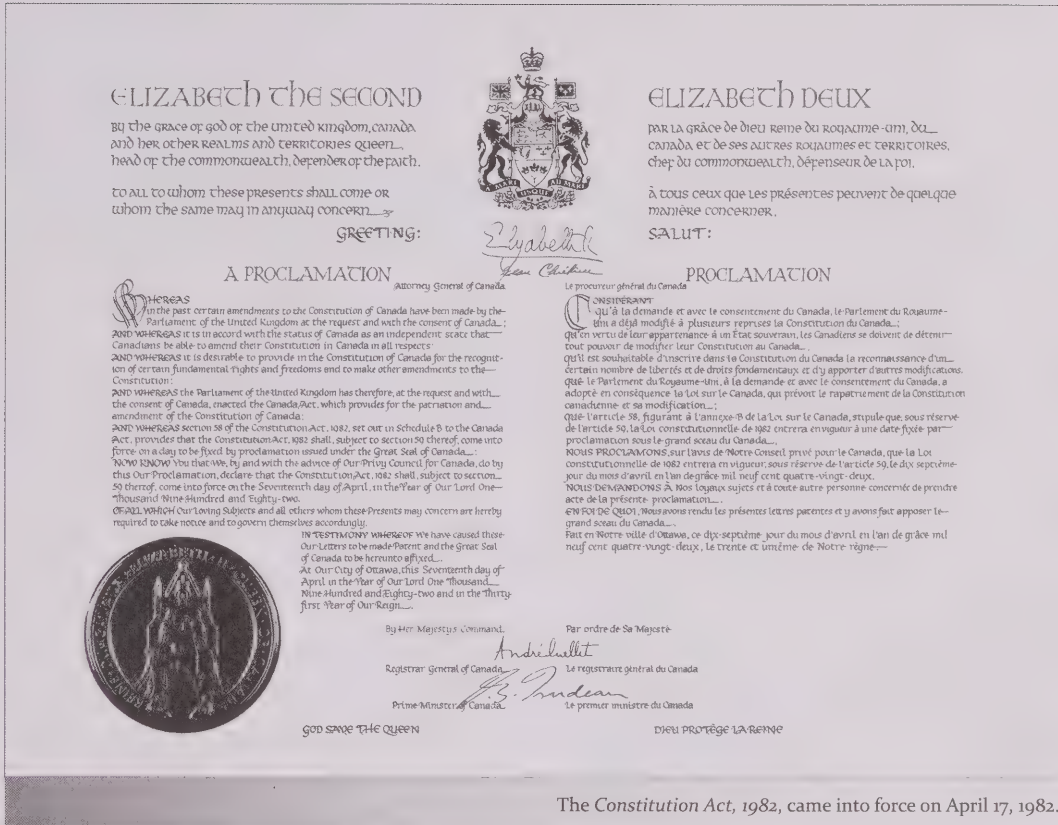 ELIZABETH THE SECOND
BY THE GRACE OF GOD OF THE UNITED KINGDOM, CANADA
AND HER OTHER REALMS AND TERRITORIES QUEEN,
HEAD OF THE COMMONWEALTH, DEFENDER OF THE FAITH.
TO ALL TO WHOM THESE PRESENTS SHALL COME OR
WHOM THE SAME MAY IN ANYWAY CONCERN
GREETING:
A MARI USQUE AD MARE
ELIZABETH DEUX
PAR LA GRÂCE DE DIEU REINE DU ROYAUME-UNI, DU
CANADA ET DE SES AUTRES ROYAUMES ET TERRITOIRES,
CHEF DU COMMONWEALTH, DÉFENSEUR DE LA FOI.
À TOUS CEUX QUE LES PRÉSENTES PEUVENT DE QUELQUE
MANIÈRE CONCERNER,
SALUT:
Elizabeth R
Jean Chrétien
A PROCLAMATION
Attorney General of Canada
WHEREAS
in the past certain amendments to the Constitution of Canada have been made by the
Parliament of the United Kingdom at the request and with the consent of Canada;
AND WHEREAS it is in accord with the status of Canada as an independent state that
Canadians be able to amend their Constitution in Canada in all respects
AND WHEREAS it is desirable to provide in the Constitution of Canada for the recognit-
ion of certain fundamental rights and freedoms and to make other amendments to the
Constitution:
AND WHEREAS the Parliament of the United Kingdom has therefore, at the request and with
the consent of Canada, enacted the Canada Act, which provides for the patriation and
amendment of the Constitution of Canada:
AND WHEREAS section 58 of the Constitution Act, 1982, set out in Schedule B to the Canada
Act, provides that the Constitution Act, 1982 shall, subject to section 59 thereof, come into
force on a day to be fixed by proclamation issued under the Great Seal of Canada:
NOW KNOW You that We, by and with the advice of Our Privy Council for Canada, do by
this Our Proclamation, declare that the Constitution Act, 1982 shall, subject to section
59 thereof, come into force on the Seventeenth day of April, in the Year of Our Lord One
Thousand Nine Hundred and Eighty-two.
OF ALL WHICH Our Loving Subjects and all others whom these Presents may concern are hereby
required to take notice and to govern themselves accordingly.
IN TESTIMONY WHEREOF We have caused these
Our Letters to be made Patent and the Great Seal
of Canada to be hereunto affixed.
At Our City of Ottawa, this Seventeenth day of
April in the Year of Our Lord One Thousand
Nine Hundred and Eighty-two and in the Thirty-
first Year of Our Reign.
PROCLAMATION
Le procureur général du Canada
CONSIDÉRANT
qu'à la demande et avec le consentement du Canada, le Parlement du Royaume-
Uni a déjà modifié à plusieurs reprises la Constitution du Canada;
qu'en vertu de leur appartenance à un État souverain, les Canadiens se doivent de détenir
tout pouvoir de modifier leur Constitution au Canada
qu'il est souhaitable d'inscrire dans la Constitution du Canada la reconnaissance d'un
certain nombre de libertés et de droits fondamentaux et d'y apporter d'autres modifications,
que le Parlement du Royaume-Uni, à la demande et avec le consentement du Canada, a
adopté en conséquence la Loi sur le Canada, qui prévoit le rapatriement de la Constitution
canadienne et sa modification;
que l'article 58, figurant à l'annexe B de la Loi sur le Canada, stipule que, sous réserve
de l'article 59, la Loi constitutionnelle de 1982 entrera en vigueur à une date fixée par
proclamation sous le grand sceau du Canada,
NOUS PROCLAMONS, sur l'avis de Notre Conseil privé pour le Canada, que la Loi
constitutionnelle de 1982 entrera en vigueur, sous réserve de l'article 59, le dix-septième
jour du mois d'avril en l'an de grâce mil neuf cent quatre-vingt-deux.
NOUS DEMANDONS À Nos loyaux sujets et à toute autre personne concernée de prendre
acte de la présente proclamation.
EN FOI DE QUOI, Nous avons rendu les présentes lettres patentes et y avons fait apposer le
grand sceau du Canada.
Fait en Notre ville d'Ottawa, ce dix-septième jour du mois d'avril en l'an de grâce mil
neuf cent quatre-vingt-deux, le trente et unième de Notre règne.
By Her Majesty's Command
Par ordre de Sa Majesté
André Ouellet
Registrar General of Canada
Le registraire général du Canada
P. E. Trudeau
Prime Minister of Canada
Le premier ministre du Canada
GOD SAVE THE QUEEN
DIEU PROTÈGE LA REINE
The Constitution Act, 1982, came into force on April 17, 1982.